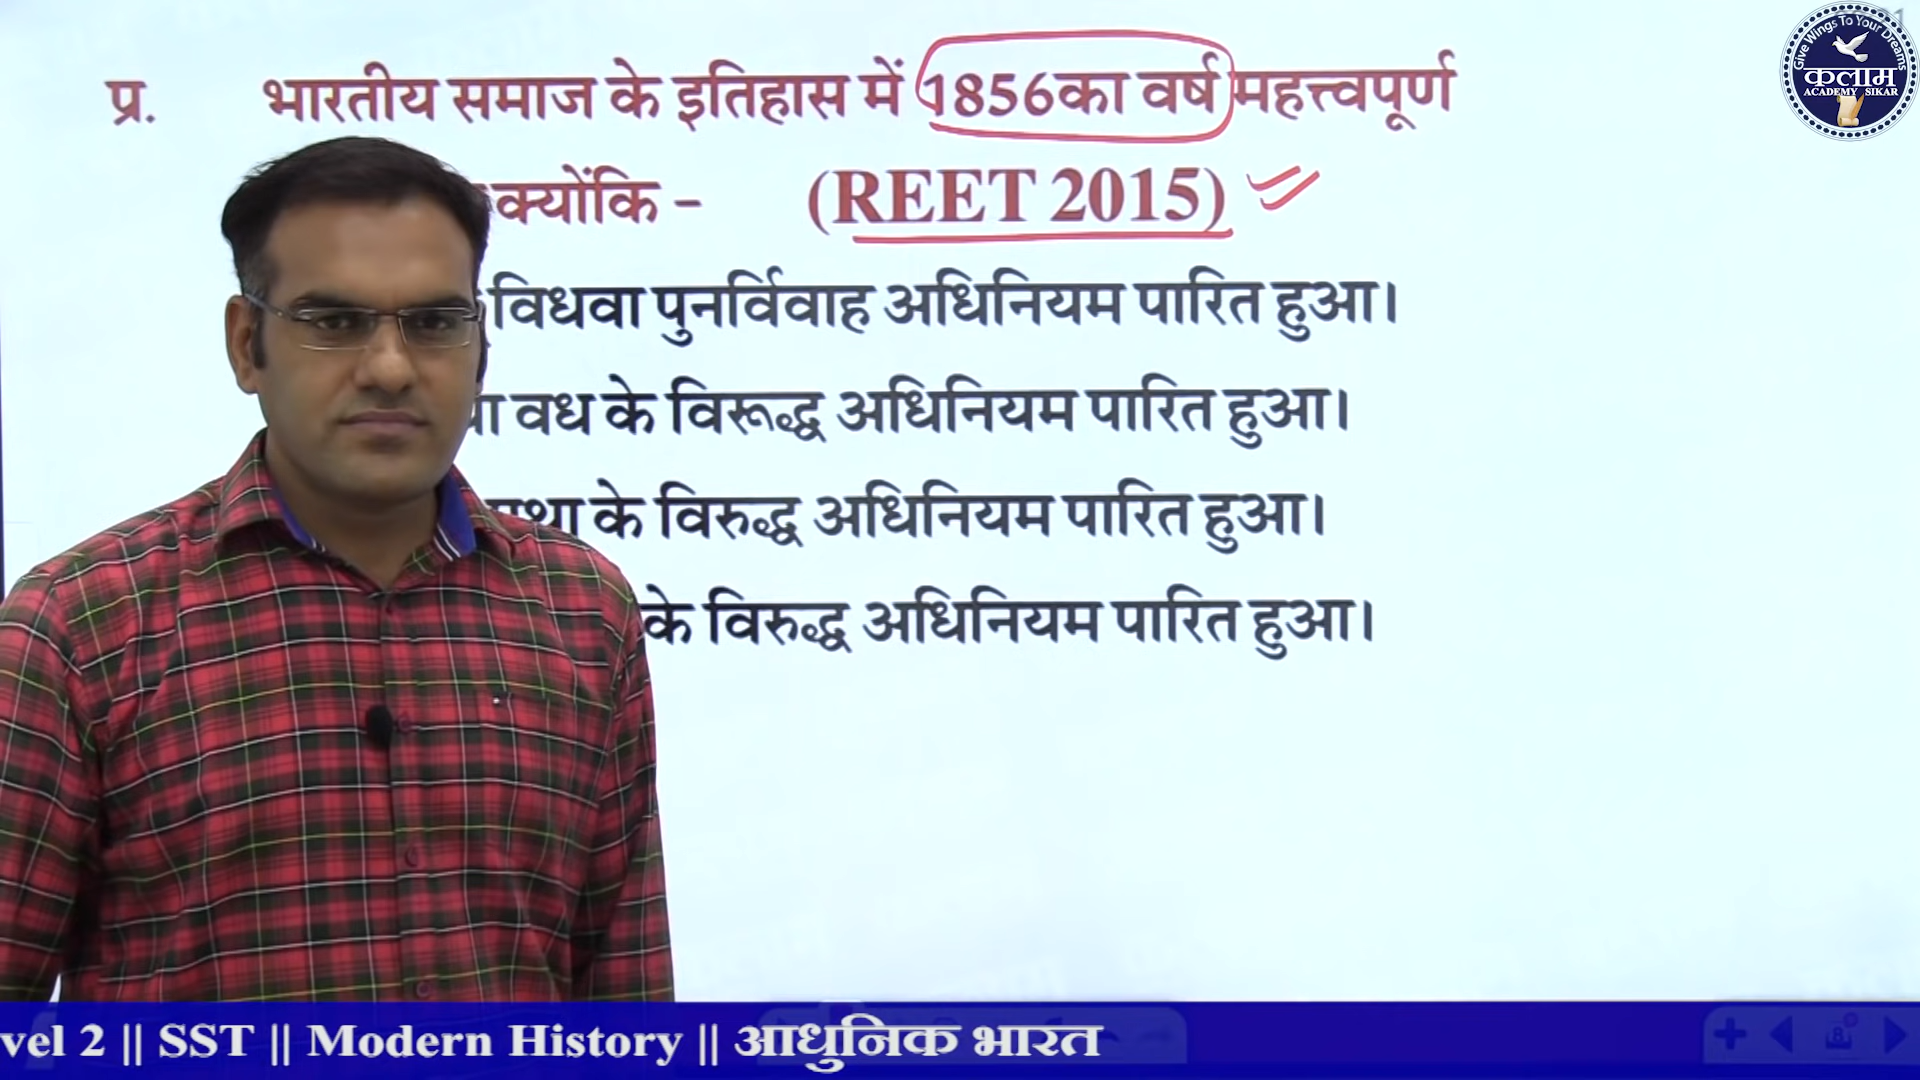 प्र. भारतीय समाज के इतिहास में 1856का वर्ष महत्त्वपूर्ण
क्योंकि – (REET 2015)
विधवा पुनर्विवाह अधिनियम पारित हुआ।
वध के विरूद्ध अधिनियम पारित हुआ।
के विरुद्ध अधिनियम पारित हुआ।
के विरुद्ध अधिनियम पारित हुआ।
Give Wings To Your Dreams
कलाम
ACADEMY SIKAR
vel 2 || SST || Modern History || आधुनिक भारत